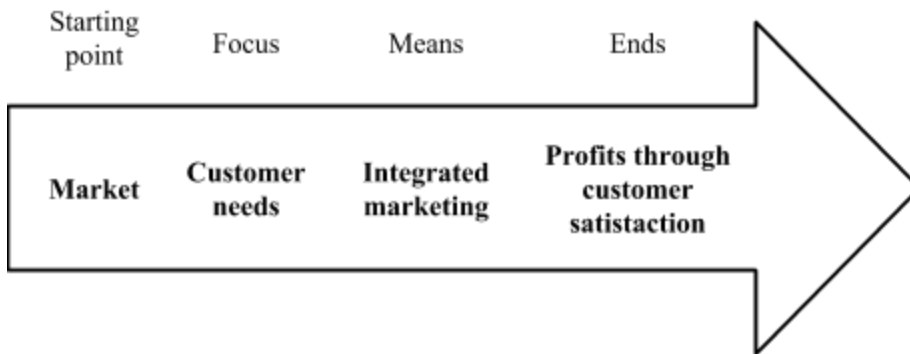 Starting
point
Focus
Means
Ends
Market
Customer
needs
Integrated
marketing
Profits through
customer
satistaction